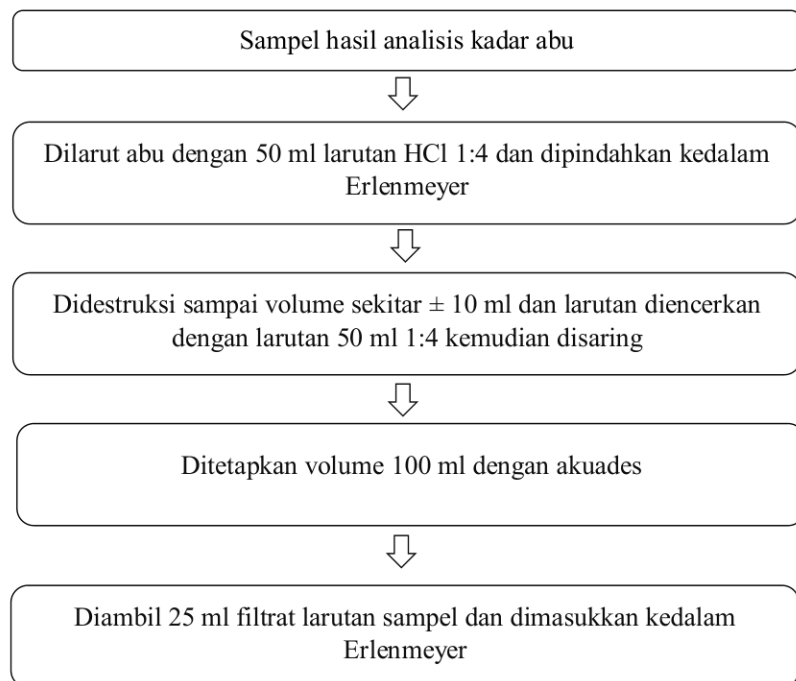 Sampel hasil analisis kadar abu
Dilarut abu dengan 50 ml larutan HCl 1:4 dan dipindahkan kedalam
Erlenmeyer
Didestruksi sampai volume sekitar ± 10 ml dan larutan diencerkan
dengan larutan 50 ml 1:4 kemudian disaring
Ditetapkan volume 100 ml dengan akuades
Diambil 25 ml filtrat larutan sampel dan dimasukkan kedalam
Erlenmeyer